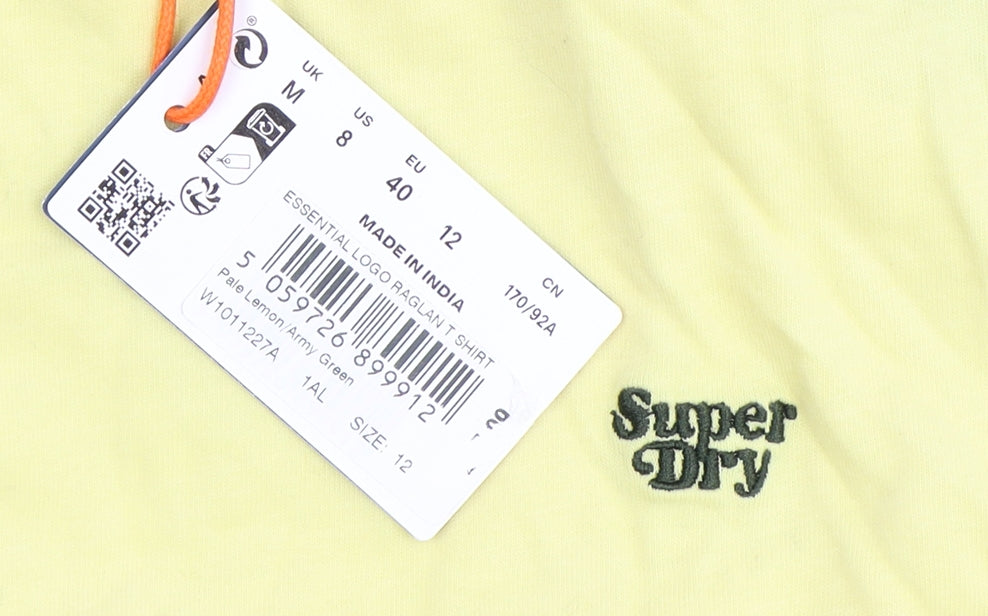 UK
M
US
8
EU
40
12
CN
170/92A
MADE IN INDIA
ESSENTIAL LOGO RAGLAN T SHIRT
5 059726 899912
Pale Lemon/Army Green
W1011227A
1AL
SIZE: 12
Super
Dry